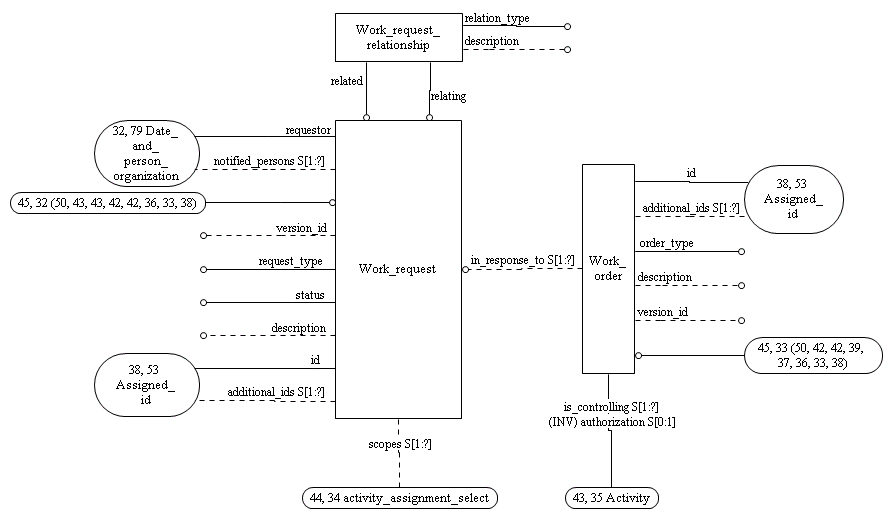 relation_type
Work_request_
relationship
description
related
relating
32, 79 Date_
and_
person_
organization
requestor
notified_persons S[1:?]
45, 32 (50, 43, 43, 42, 42, 36, 33, 38)
version_id
request_type
status
description
id
38, 53
Assigned_
id
additional_ids S[1:?]
Work_request
in_response_to S[1:?]
Work_
order
id
38, 53
Assigned_
id
additional_ids S[1:?]
order_type
description
version_id
45, 33 (50, 42, 42, 39,
37, 36, 33, 38)
is_controlling S[1:?]
(INV) authorization S[0:1]
scopes S[1:?]
44, 34 activity_assignment_select
43, 35 Activity